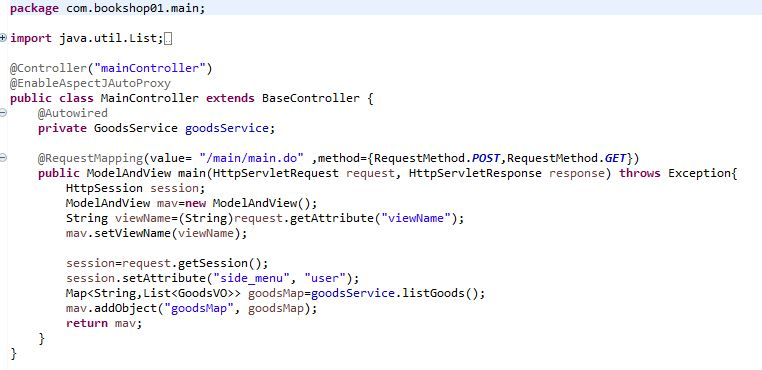 package com.bookshop01.main;
import java.util.List;
@Controller("mainController")
@EnableAspectJAutoProxy
public class MainController extends BaseController {
@Autowired
private GoodsService goodsService;
@RequestMapping(value= "/main/main.do" ,method={RequestMethod.POST,RequestMethod.GET})
public ModelAndView main(HttpServletRequest request, HttpServletResponse response) throws Exception{
HttpSession session;
ModelAndView mav=new ModelAndView();
String viewName=(String)request.getAttribute("viewName");
mav.setViewName(viewName);
session=request.getSession();
session.setAttribute("side_menu", "user");
Map<String,List<GoodsVO>> goodsMap=goodsService.listGoods();
mav.addObject("goodsMap", goodsMap);
return mav;
}
}